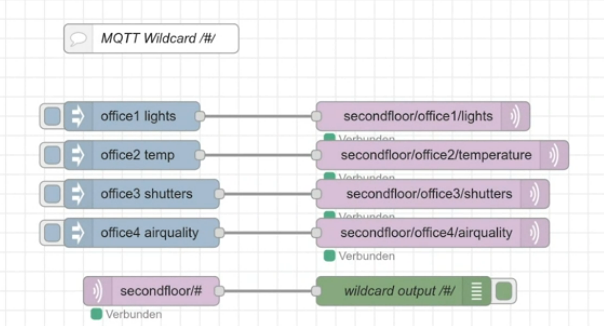 MQTT Wildcard /#/
office1 lights
secondfloor/office1/lights
Verbunden
office2 temp
secondfloor/office2/temperature
Verbunden
office3 shutters
secondfloor/office3/shutters
Verbunden
office4 airquality
secondfloor/office4/airquality
Verbunden
secondfloor/#
wildcard output /#/
Verbunden